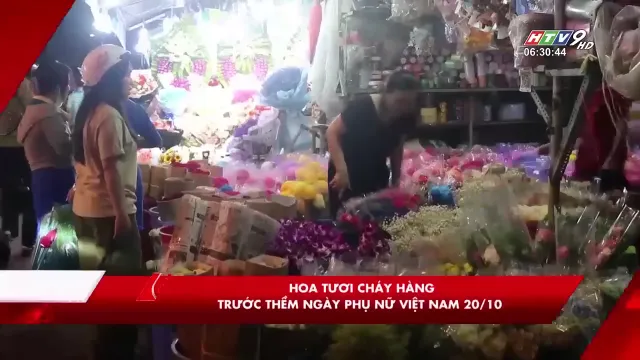 HTV9 HD
06:30:44
HOA TƯƠI CHÁY HÀNG
TRƯỚC THỀM NGÀY PHỤ NỮ VIỆT NAM 20/10